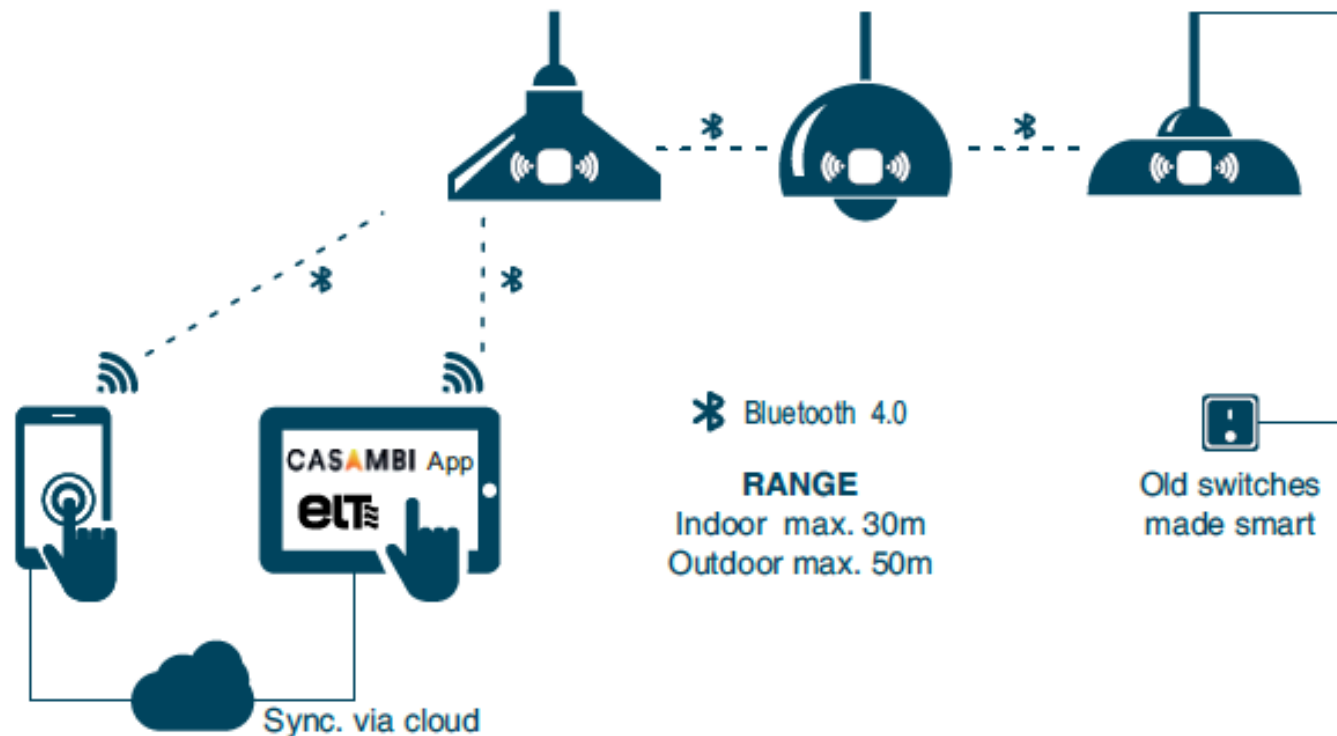 CASAMBI App
eLT
Bluetooth 4.0
RANGE
Indoor max. 30m
Outdoor max. 50m
Old switches
made smart
Sync. via cloud